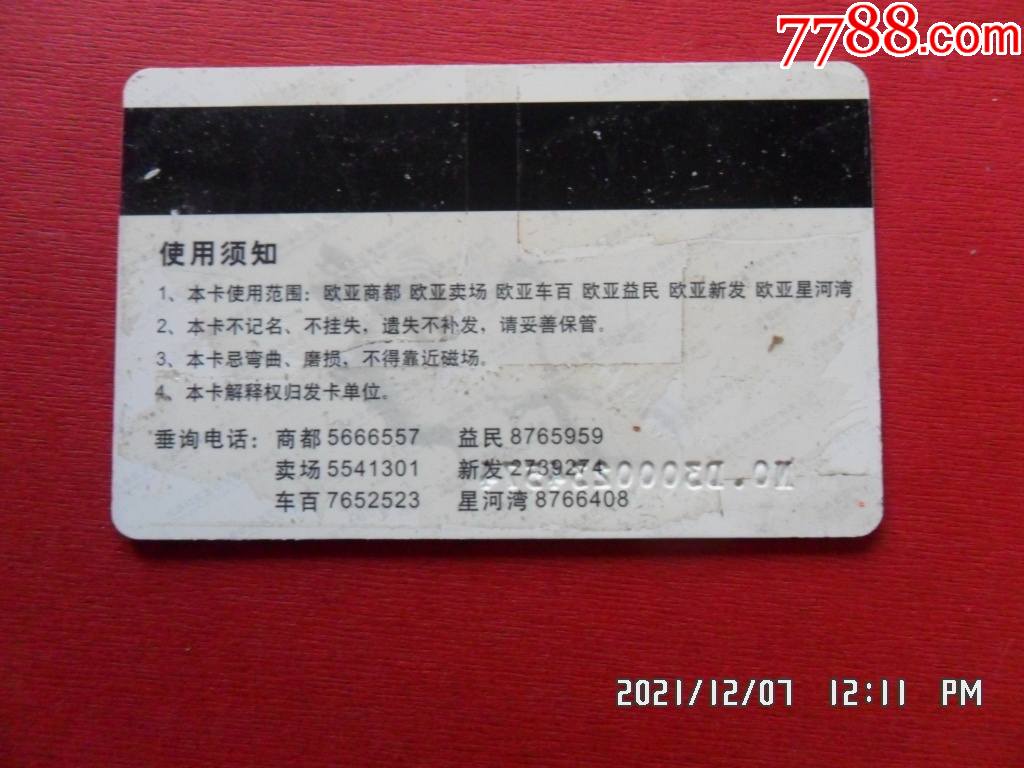 7788.com
使用须知
1、本卡使用范围：欧亚商都 欧亚卖场 欧亚车百 欧亚益民 欧亚新发 欧亚星河湾
2、本卡不记名、不挂失，遗失不补发，请妥善保管。
3、本卡忌弯曲、磨损，不得靠近磁场。
4、本卡解释权归发卡单位。
垂询电话：商都 5666557 益民 8765959
卖场 5541301 新发 2739274
车百 7652523 星河湾 8766408
2021/12/07 12:11 PM